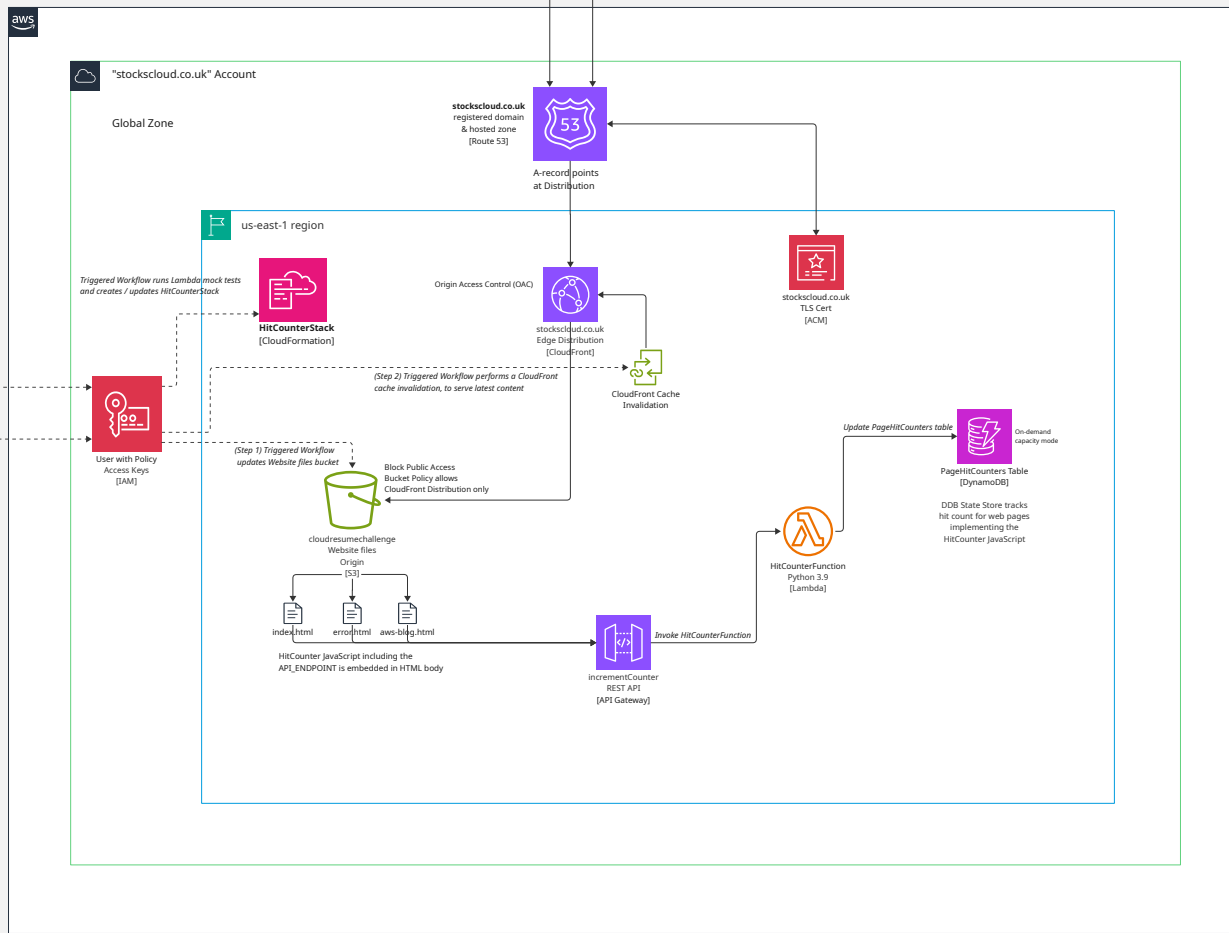 aws
"stockscloud.co.uk" Account
Global Zone
stockscloud.co.uk
registered domain
& hosted zone
[Route 53]
53
A-record points
at Distribution
us-east-1 region
Triggered Workflow runs Lambda mock tests
and creates / updates HitCounterStack
HitCounterStack
[CloudFormation]
Origin Access Control (OAC)
stockscloud.co.uk
Edge Distribution
[CloudFront]
stockscloud.co.uk
TLS Cert
[ACM]
(Step 2) Triggered Workflow performs a CloudFront
cache invalidation, to serve latest content
CloudFront Cache
Invalidation
User with Policy
Access Keys
[IAM]
(Step 1) Triggered Workflow
updates Website files bucket
Block Public Access
Bucket Policy allows
CloudFront Distribution only
Update PageHitCounters table
On-demand
capacity mode
PageHitCounters Table
[DynamoDB]
DDB State Store tracks
hit count for web pages
implementing the
HitCounter JavaScript
cloudresumechallenge
Website files
Origin
[S3]
HitCounterFunction
Python 3.9
[Lambda]
index.html
error.html
aws-blog.html
HitCounter JavaScript including the
API_ENDPOINT is embedded in HTML body
</>
Invoke HitCounterFunction
incrementCounter
REST API
[API Gateway]